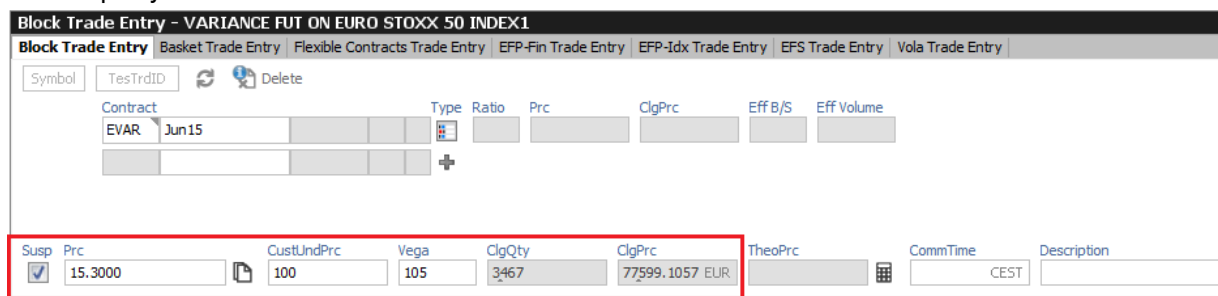 Block Trade Entry - VARIANCE FUT ON EURO STOXX 50 INDEX1
Block Trade Entry Basket Trade Entry Flexible Contracts Trade Entry EFP-Fin Trade Entry EFP-Idx Trade Entry EFS Trade Entry Vola Trade Entry
Symbol TesTrdID Delete
Contract Type Ratio Prc ClgPrc Eff B/S Eff Volume
EVAR Jun15
Susp Prc CustUndPrc Vega ClgQty ClgPrc TheoPrc CommTime Description
15.3000 100 105 3467 77599.1057 EUR CEST